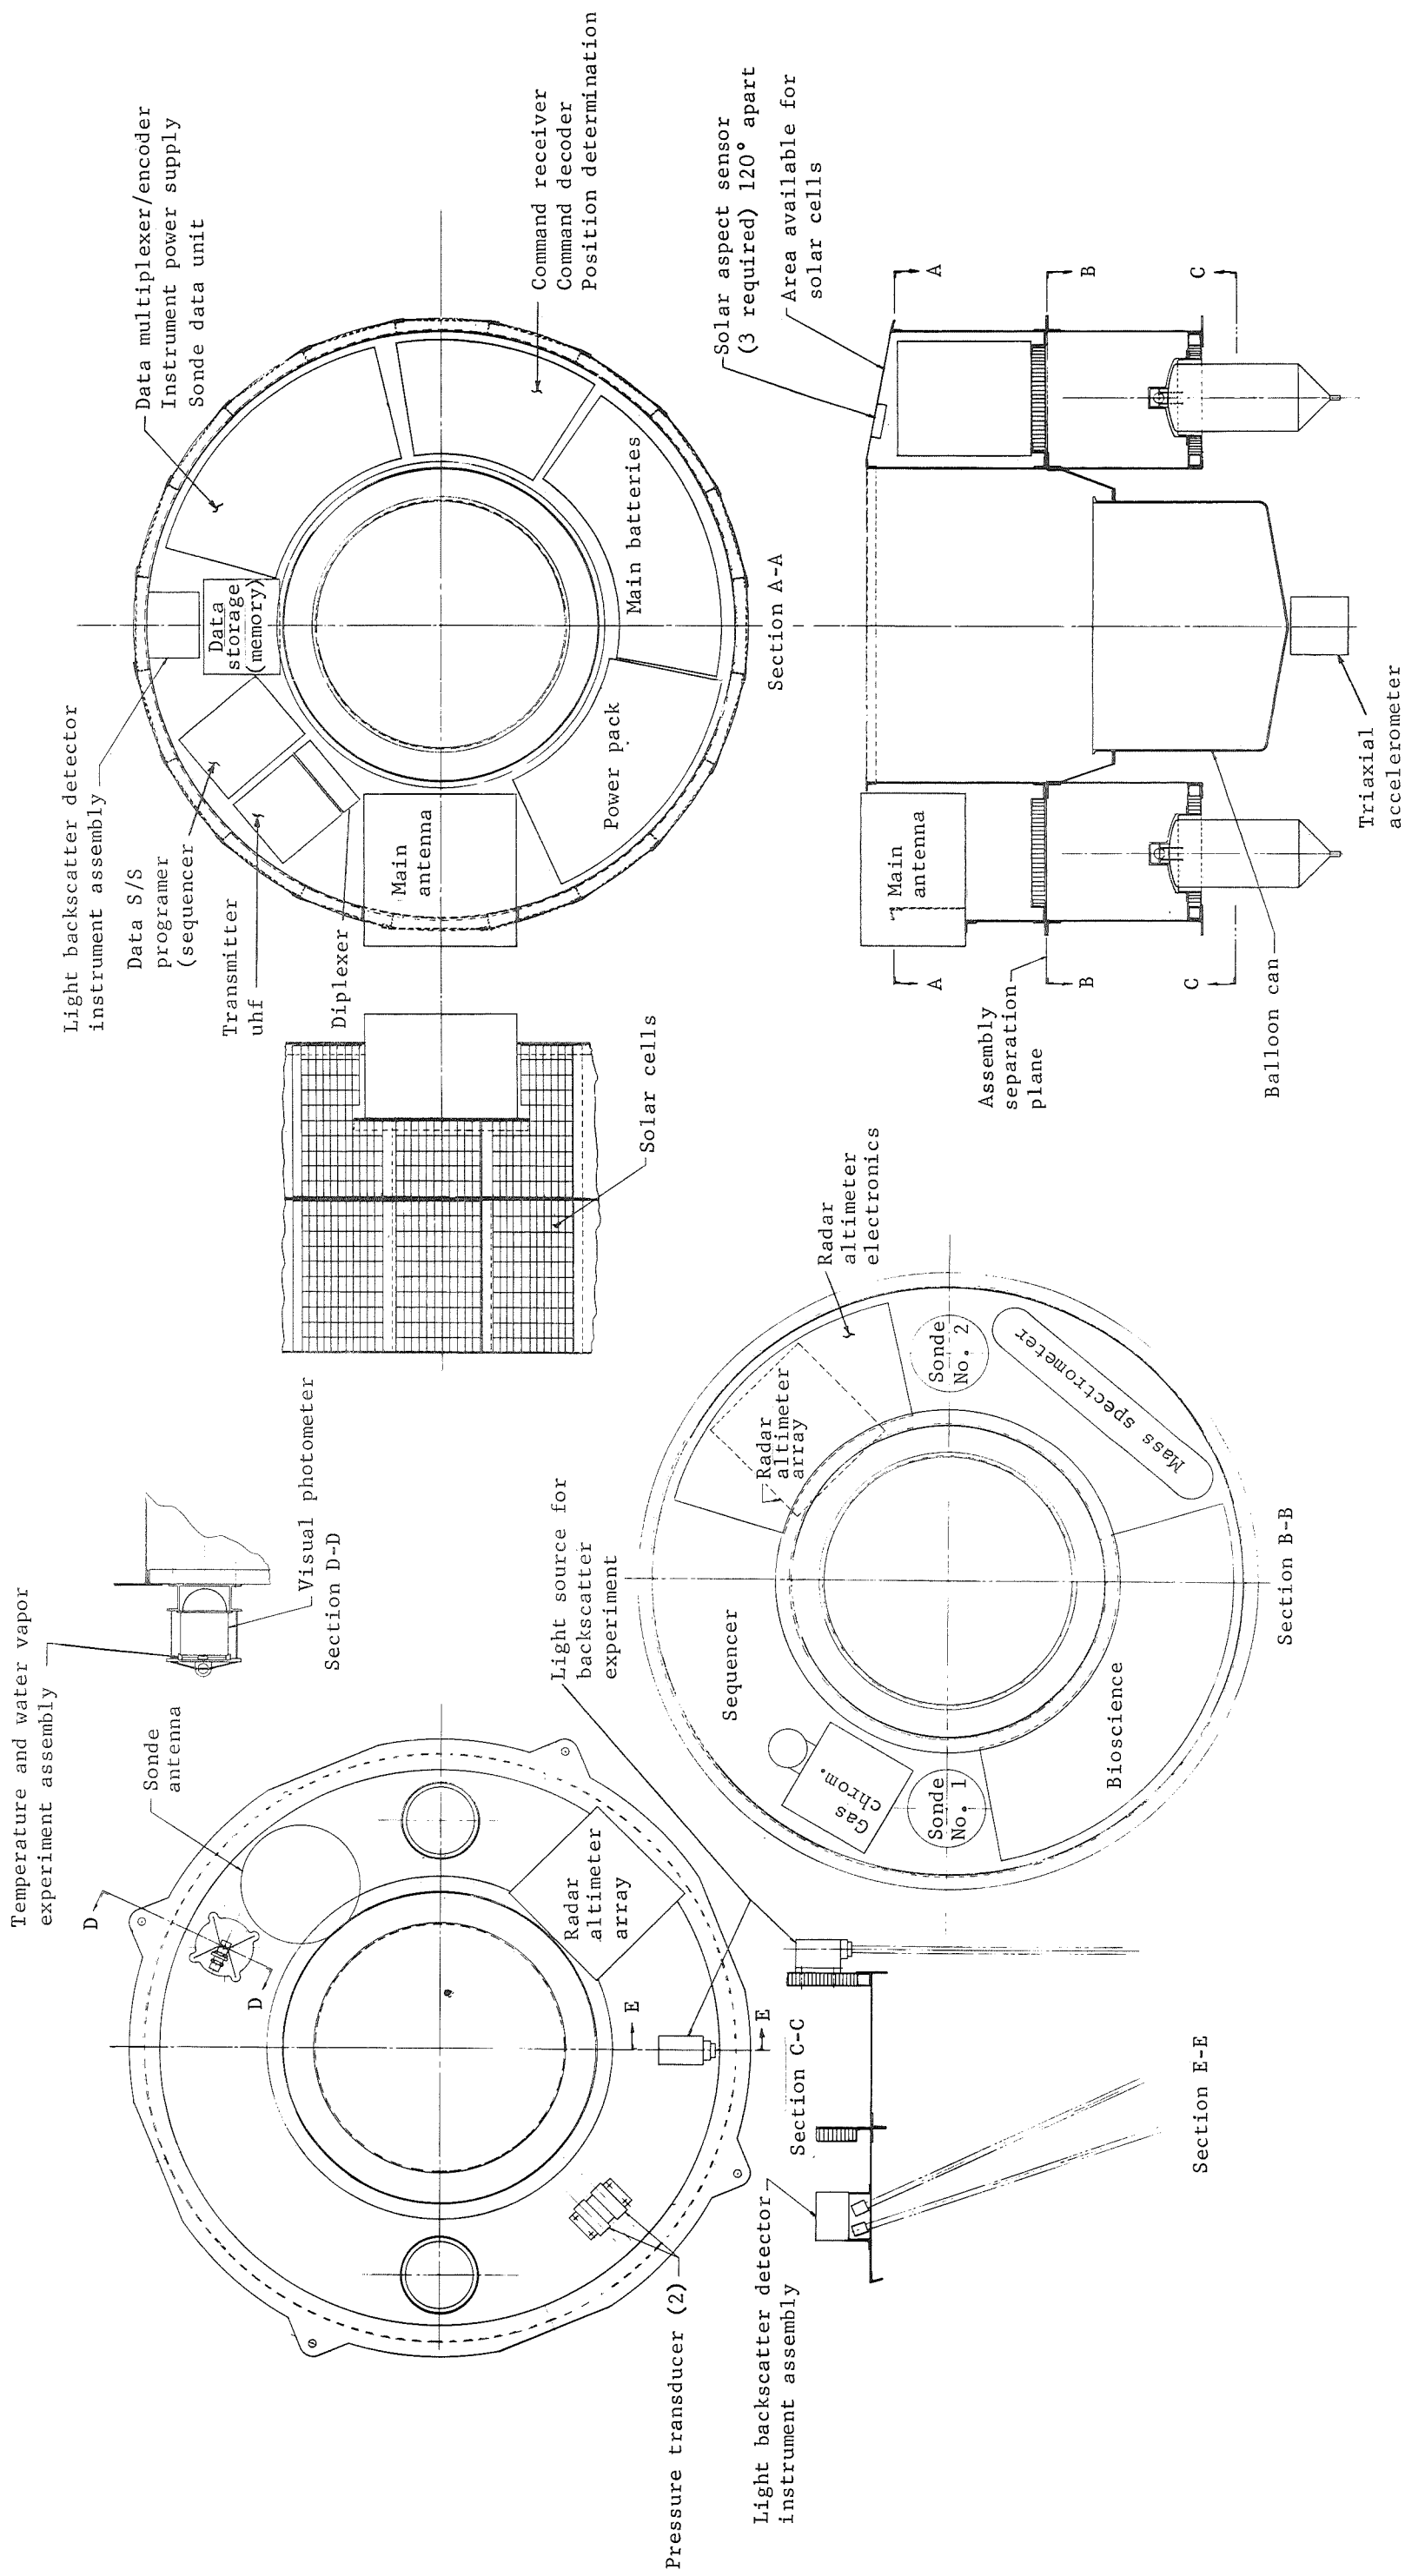 Temperature and water vapor
experiment assembly
Sonde
antenna
D
D
Radar
altimeter
array
E
E
Pressure transducer (2)
Section C-C
Visual photometer
Section D-D
Light source for
backscatter
experiment
Light backscatter detector
instrument assembly
Section E-E
Solar cells
Light backscatter detector
instrument assembly
Data S/S
programer
(sequencer)
Transmitter
uhf
Diplexer
Data
storage
(memory)
Main
antenna
Power pack
Main batteries
Data multiplexer/encoder
Instrument power supply
Sonde data unit
Command receiver
Command decoder
Position determination
Section A-A
Radar
altimeter
electronics
Radar
altimeter
array
Sonde
No. 2
Mass spectrometer
Sequencer
Gas
chrom.
Sonde
No. 1
Bioscience
Section B-B
Solar aspect sensor
(3 required) 120° apart
Area available for
solar cells
Main
antenna
A
A
B
B
C
C
Assembly
separation
plane
Balloon can
Triaxial
accelerometer